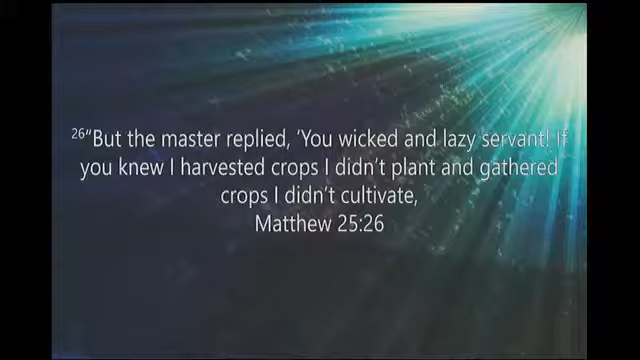 26“But the master replied, ‘You wicked and lazy servant! If
you knew I harvested crops I didn’t plant and gathered
crops I didn’t cultivate,
Matthew 25:26